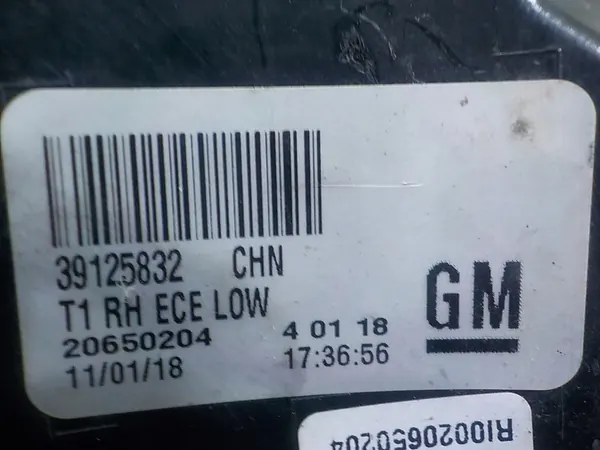 39125832 CHN
T1 RH ECE LOW
20650204 4 01 18
11/01/18 17:36:56
GM
RI0020650204